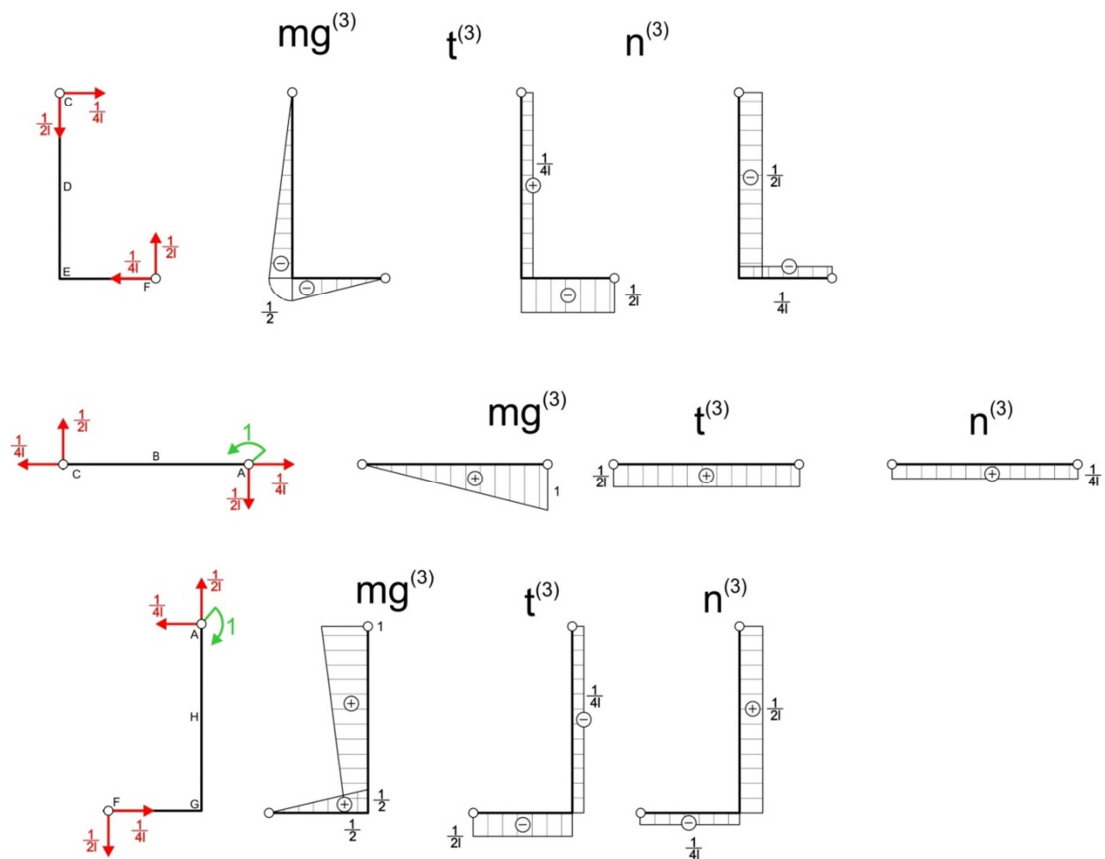 mg(3) t(3) n(3)
C 1/4l
1/2l
D
E 1/4l 1/2l
F
− −
1/2
1/4l
+
− 1/2l
− 1/2l
−
1/4l
mg(3) t(3) n(3)
1/4l 1/2l
C B A
1
1/2l 1/4l
+ 1
1/2l +
+ 1/4l
mg(3) t(3) n(3)
1/4l 1/2l
A 1
H
F G
1/2l 1/4l
1
+
+ 1/2
1/2
1/4l
−
1/2l −
+ 1/2l
−
1/4l